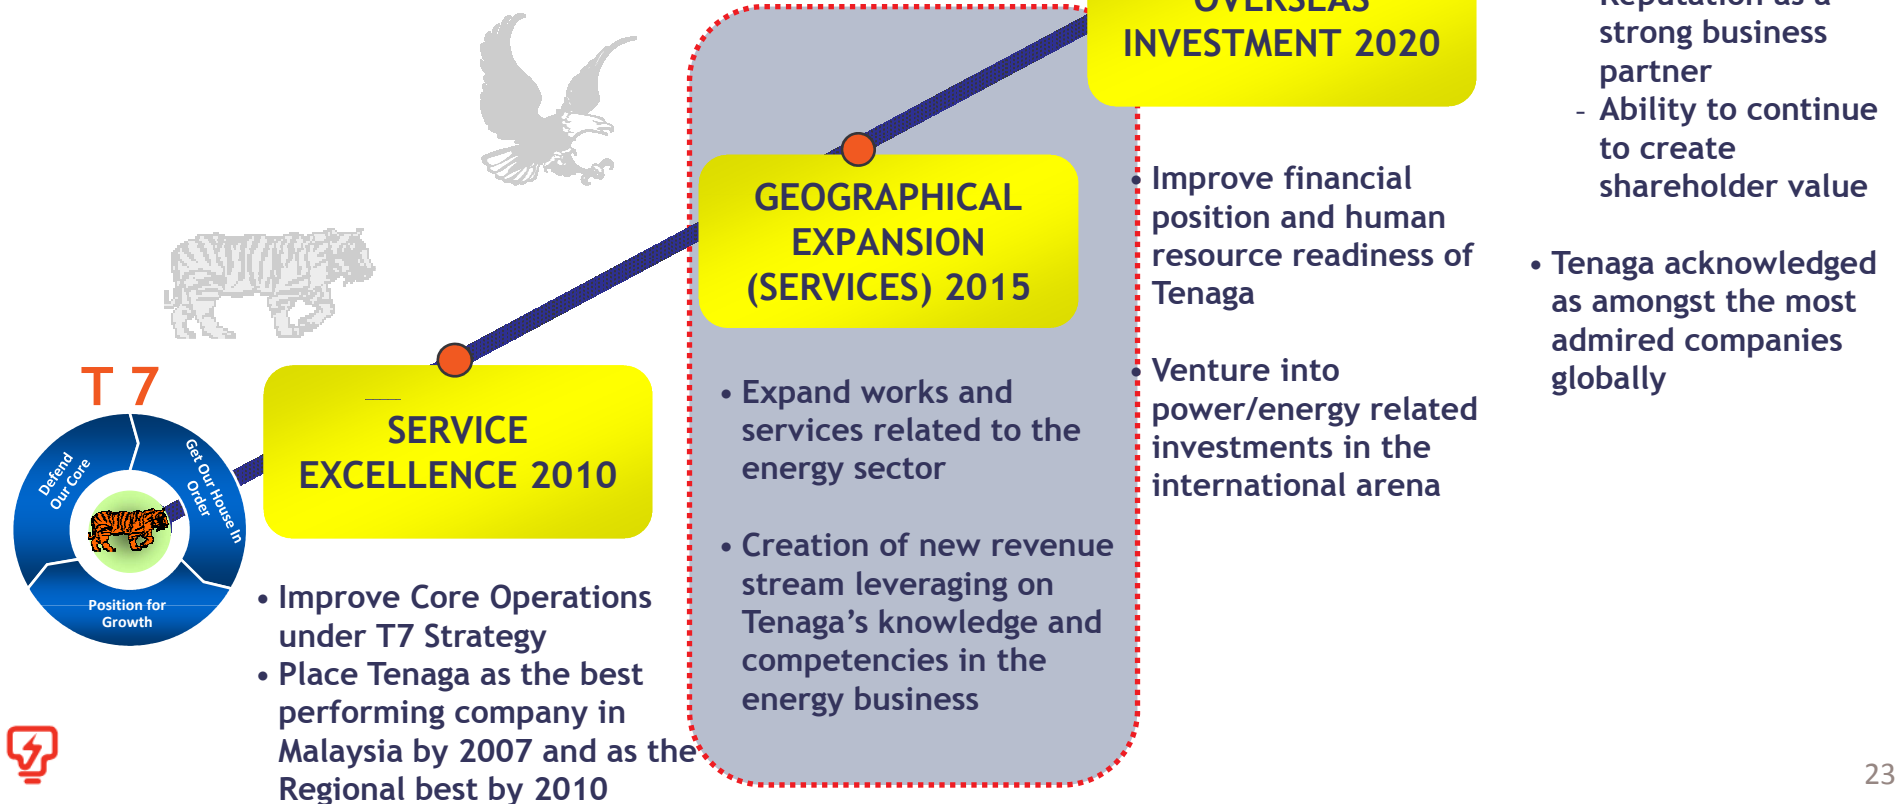 T 7
Defend
Our Core
Get Our House In
Order
Position for
Growth
SERVICE
EXCELLENCE 2010
• Improve Core Operations
under T7 Strategy
• Place Tenaga as the best
performing company in
Malaysia by 2007 and as the
Regional best by 2010
GEOGRAPHICAL
EXPANSION
(SERVICES) 2015
• Expand works and
services related to the
energy sector
• Creation of new revenue
stream leveraging on
Tenaga’s knowledge and
competencies in the
energy business
OVERSEAS
INVESTMENT 2020
• Improve financial
position and human
resource readiness of
Tenaga
• Venture into
power/energy related
investments in the
international arena
Reputation as a
strong business
partner
- Ability to continue
to create
shareholder value
• Tenaga acknowledged
as amongst the most
admired companies
globally
23